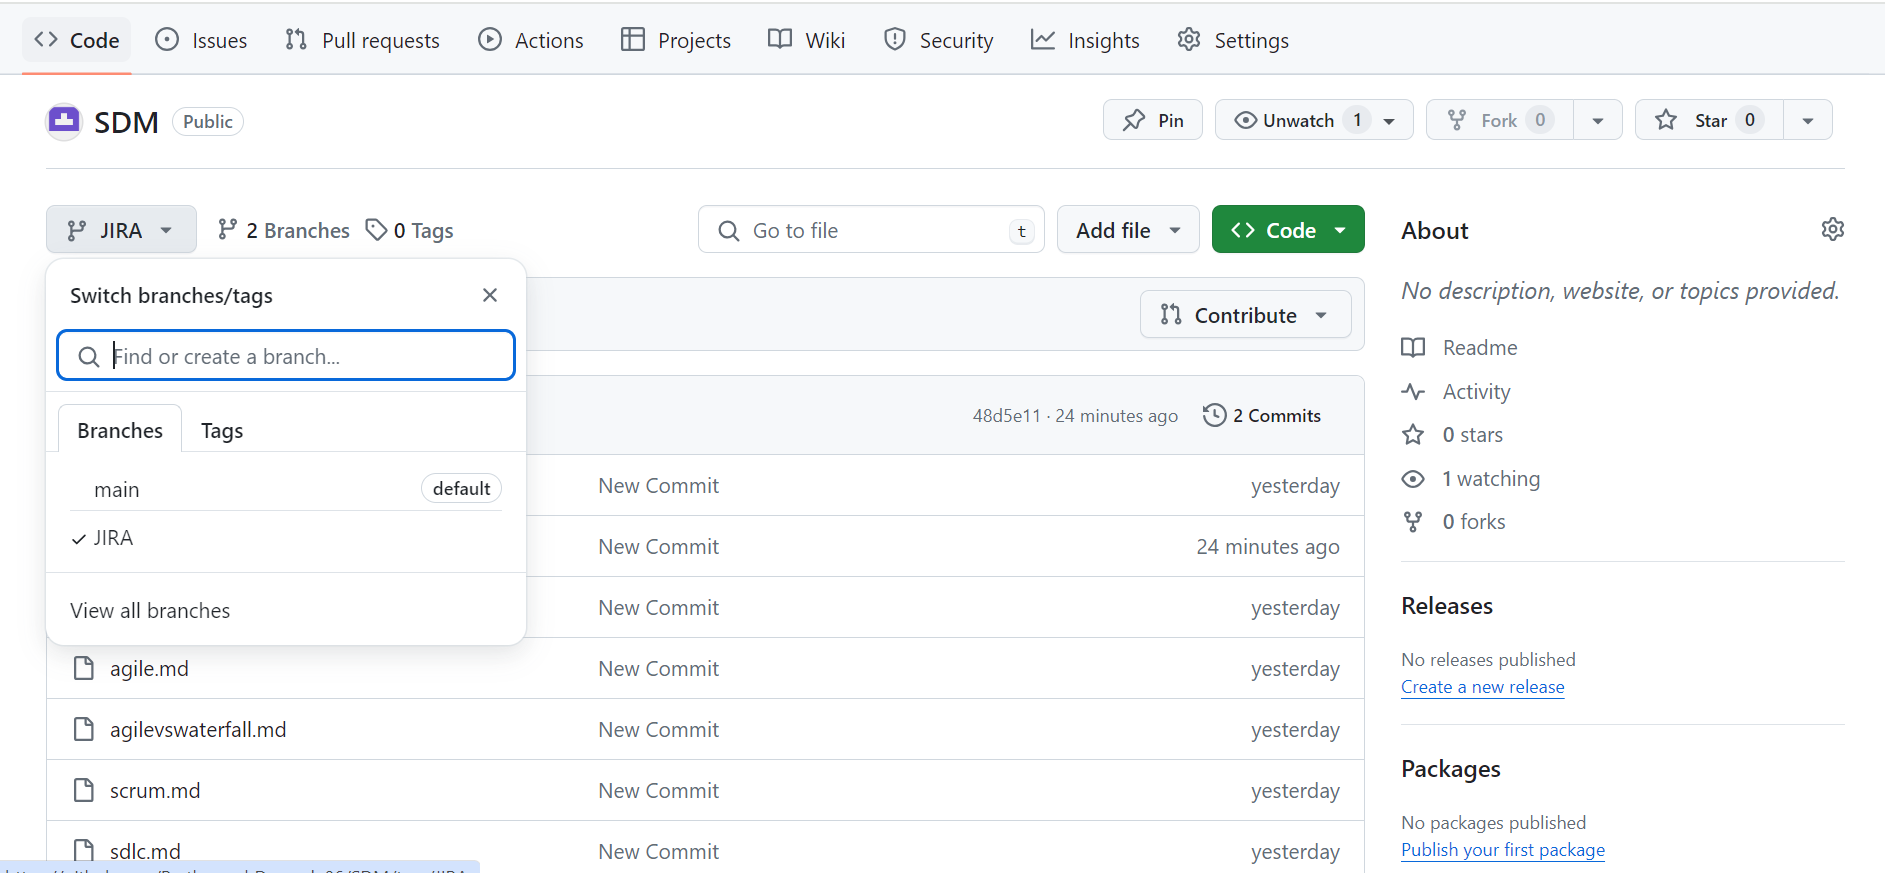 Code Issues Pull requests Actions Projects Wiki Security Insights Settings
SDM Public Pin Unwatch 1 Fork 0 Star 0
JIRA 2 Branches 0 Tags Go to file t Add file Code
Switch branches/tags
Find or create a branch...
Branches Tags
main default
JIRA
View all branches
Contribute
48d5e11 · 24 minutes ago 2 Commits
New Commit yesterday
New Commit 24 minutes ago
New Commit yesterday
agile.md New Commit yesterday
agilevswaterfall.md New Commit yesterday
scrum.md New Commit yesterday
sdlc.md New Commit yesterday
About
No description, website, or topics provided.
Readme
Activity
0 stars
1 watching
0 forks
Releases
No releases published
Create a new release
Packages
No packages published
Publish your first package